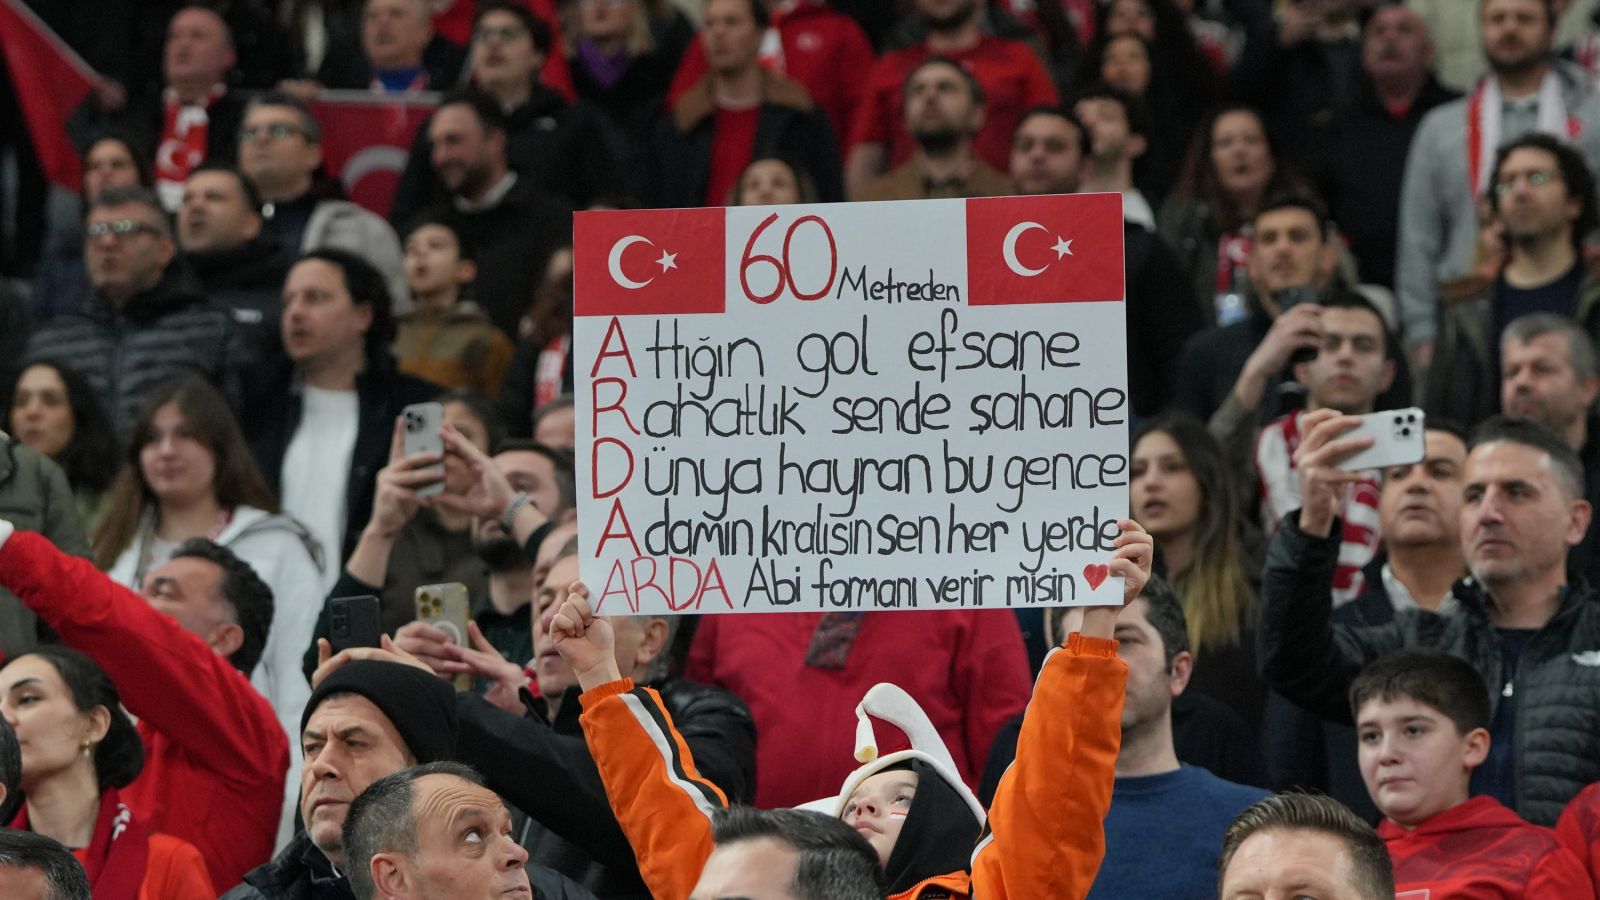 60 Metreden
Attığın gol efsane
Rahatlık sende şahane
Dünya hayran bu gence
Adamın kralısın sen her yerde
ARDA Abi formanı verir misin